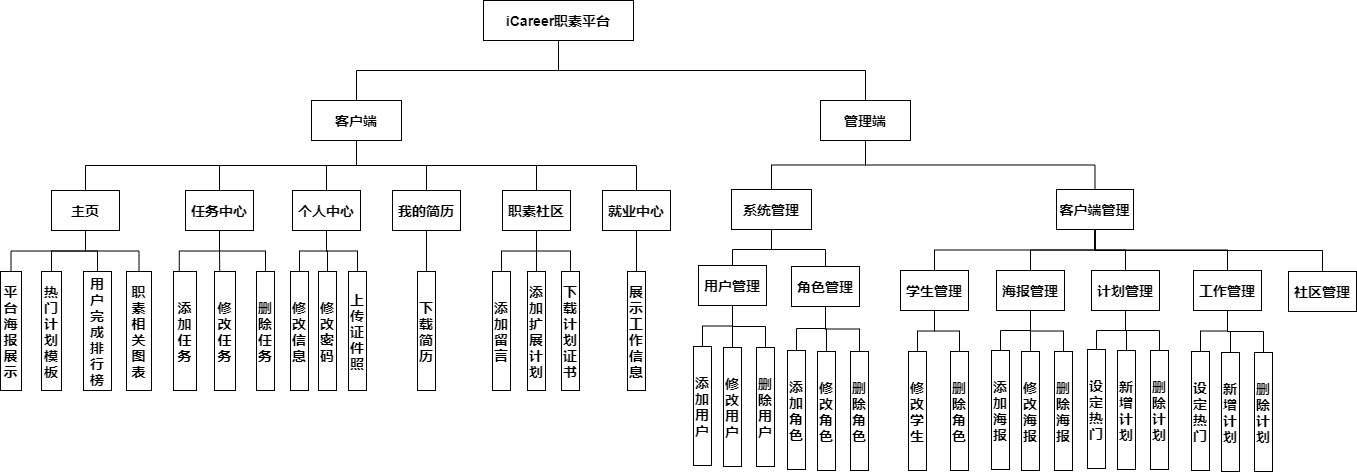 iCareer职素平台
客户端
管理端
主页
任务中心
个人中心
我的简历
职素社区
就业中心
系统管理
客户端管理
用户管理
角色管理
学生管理
海报管理
计划管理
工作管理
社区管理
平台海报展示
热门计划模板
用户完成排行榜
职素相关图表
添加任务
修改任务
删除任务
修改信息
修改密码
上传证件照
下载简历
添加留言
添加扩展计划
下载计划证书
展示工作信息
添加用户
修改用户
删除用户
添加角色
修改角色
删除角色
修改学生
删除角色
添加海报
修改海报
删除海报
设定热门
新增计划
删除计划
设定热门
新增计划
删除计划